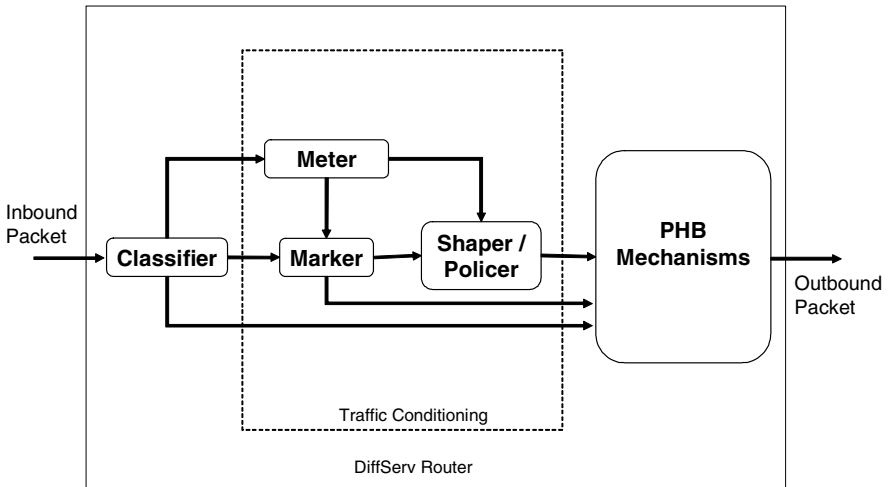 Inbound
Packet
Classifier
Meter
Marker
Shaper /
Policer
PHB
Mechanisms
Outbound
Packet
Traffic Conditioning
DiffServ Router